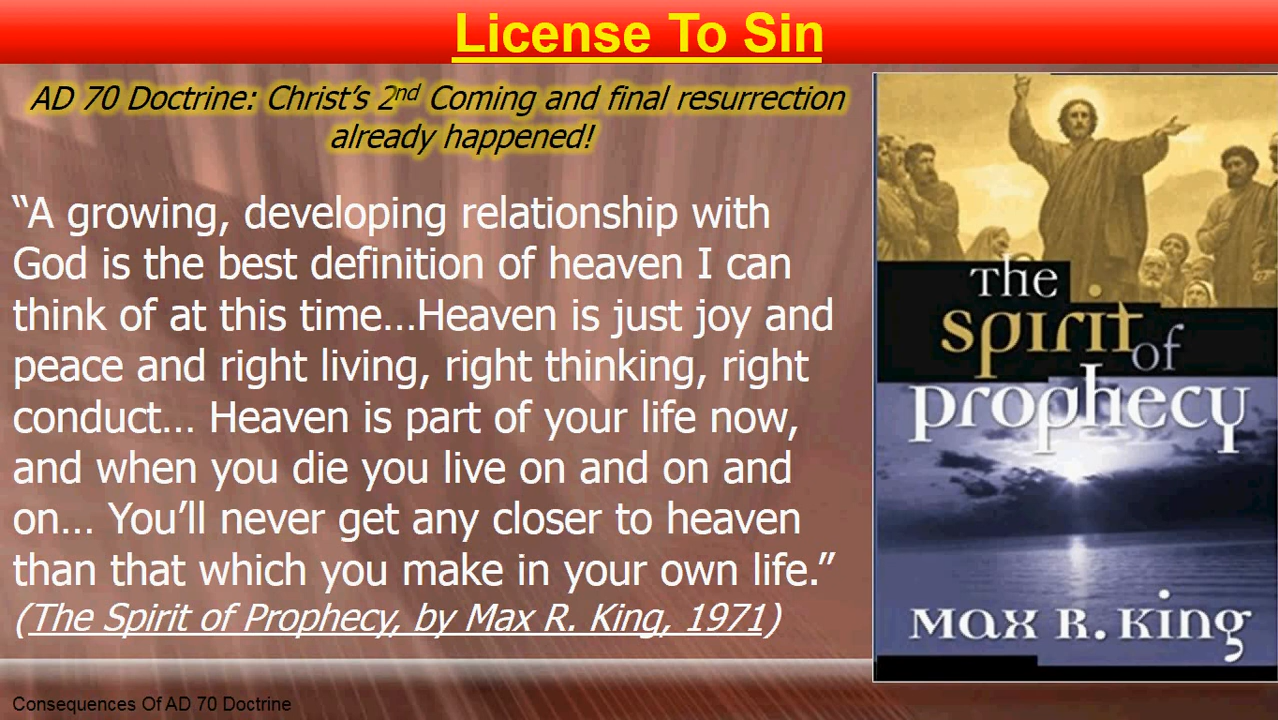 License To Sin
AD 70 Doctrine: Christ’s 2nd Coming and final resurrection
already happened!
“A growing, developing relationship with
God is the best definition of heaven I can
think of at this time…Heaven is just joy and
peace and right living, right thinking, right
conduct… Heaven is part of your life now,
and when you die you live on and on and
on… You’ll never get any closer to heaven
than that which you make in your own life.”
(The Spirit of Prophecy, by Max R. King, 1971)
The
spirit
of
prophecy
Max R. King
Consequences Of AD 70 Doctrine